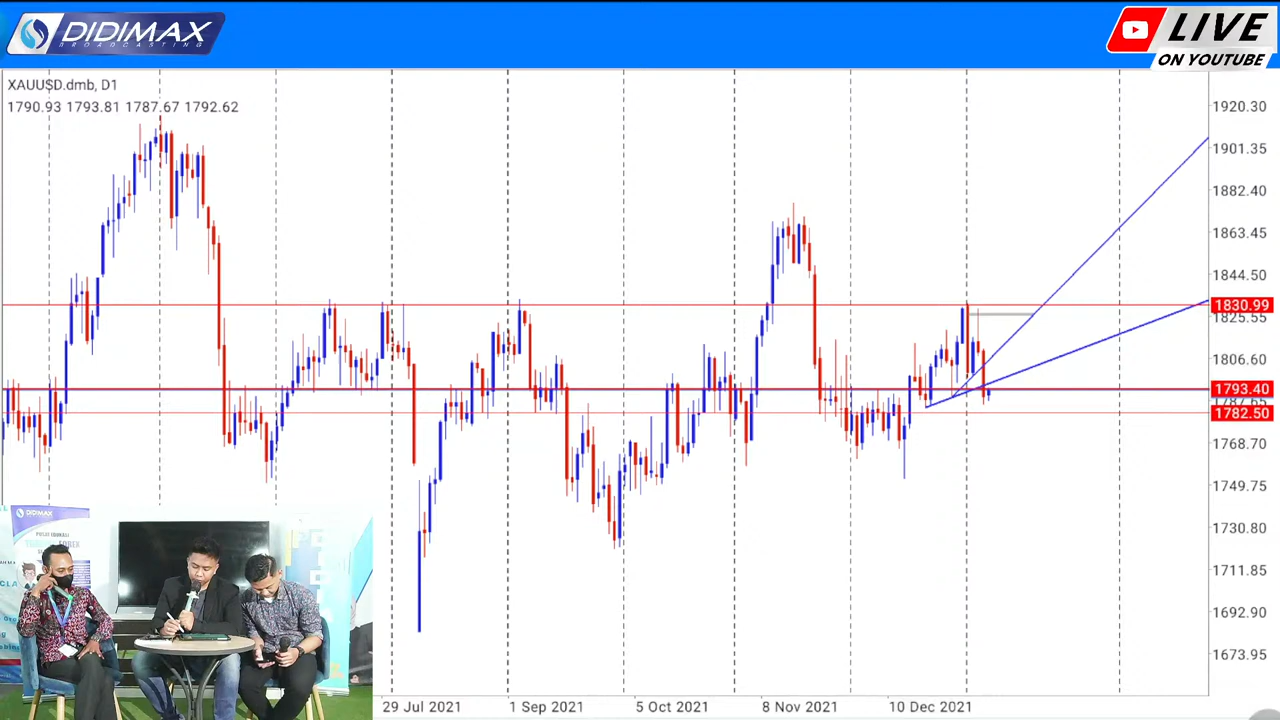 DIDIMAX
BROADCASTING
LIVE
ON YOUTUBE
XAUUSD.dmb, D1
1790.93 1793.81 1787.67 1792.62
1920.30
1901.35
1882.40
1863.45
1844.50
1830.99
1825.55
1806.60
1793.40
1782.50
1768.70
1749.75
1730.80
1711.85
1692.90
1673.95
29 Jul 2021
1 Sep 2021
5 Oct 2021
8 Nov 2021
10 Dec 2021
DIDIMAX
PUSAT EDUKASI